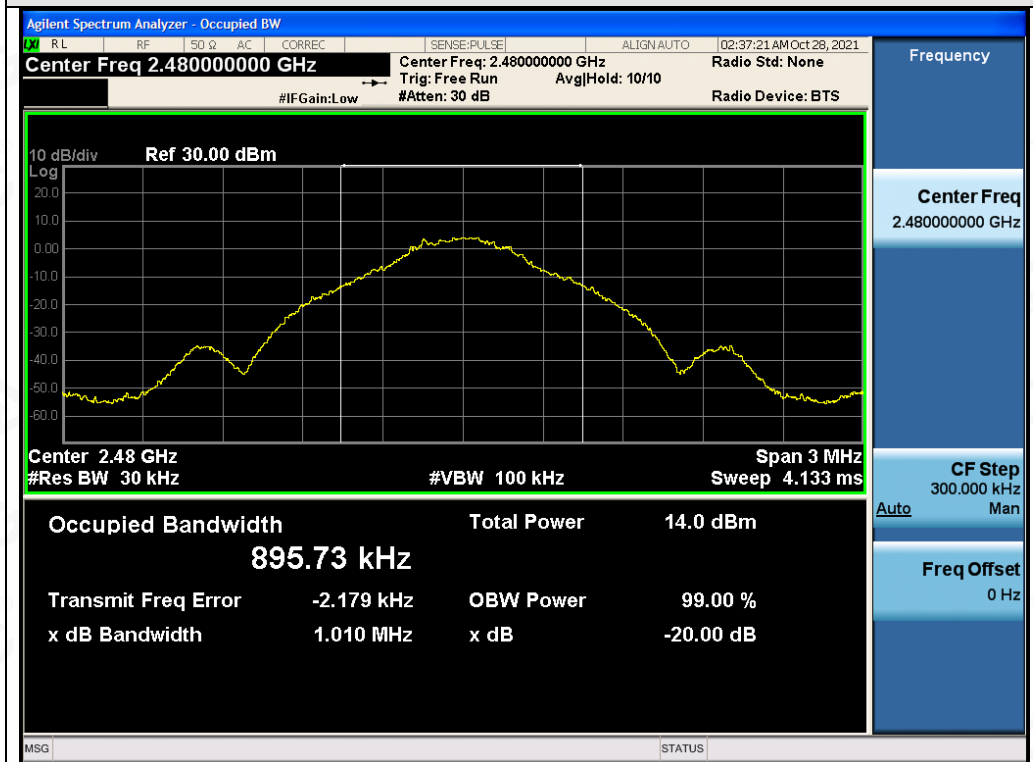 Agilent Spectrum Analyzer - Occupied BW
LXI RL RF 50 Ω AC CORREC SENSE:PULSE ALIGN AUTO 02:37:21 AM Oct 28, 2021
Center Freq 2.480000000 GHz
Center Freq: 2.480000000 GHz
Radio Std: None
Trig: Free Run Avg|Hold: 10/10
#IFGain:Low #Atten: 30 dB Radio Device: BTS
10 dB/div Ref 30.00 dBm
Log
20.0
10.0
0.00
-10.0
-20.0
-30.0
-40.0
-50.0
-60.0
Center 2.48 GHz Span 3 MHz
#Res BW 30 kHz #VBW 100 kHz Sweep 4.133 ms
Occupied Bandwidth Total Power 14.0 dBm
895.73 kHz
Transmit Freq Error -2.179 kHz OBW Power 99.00 %
x dB Bandwidth 1.010 MHz x dB -20.00 dB
MSG STATUS
Frequency
Center Freq
2.480000000 GHz
CF Step
300.000 kHz
Auto Man
Freq Offset
0 Hz